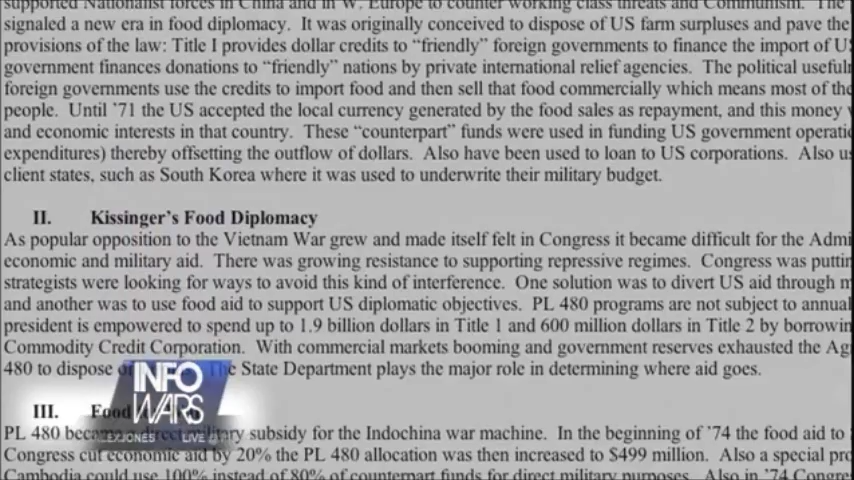 supported Nationalist forces in China and in W. Europe to counter working class threats and Communism. The
signaled a new era in food diplomacy. It was originally conceived to dispose of US farm surpluses and pave the
provisions of the law: Title I provides dollar credits to “friendly” foreign governments to finance the import of
government finances donations to “friendly” nations by private international relief agencies. The political
foreign governments use the credits to import food and then sell that food commercially which means most of the
people. Until ’71 the US accepted the local currency generated by the food sales as repayment, and this money
and economic interests in that country. These “counterpart” funds were used in funding US government
expenditures) thereby offsetting the outflow of dollars. Also have been used to loan to US corporations. Also
client states, such as South Korea where it was used to underwrite their military budget.
II. Kissinger’s Food Diplomacy
As popular opposition to the Vietnam War grew and made itself felt in Congress it became difficult for the Admi
economic and military aid. There was growing resistance to supporting repressive regimes. Congress was
strategists were looking for ways to avoid this kind of interference. One solution was to divert US aid through
and another was to use food aid to support US diplomatic objectives. PL 480 programs are not subject to annual
president is empowered to spend up to 1.9 billion dollars in Title 1 and 600 million dollars in Title 2 by
Commodity Credit Corporation. With commercial markets booming and government reserves exhausted the
480 to dispose State Department plays the major role in determining where aid goes.
III. Food
PL 480 became a direct military subsidy for the Indochina war machine. In the beginning of ’74 the food aid to
Congress cut economic aid by 20% the PL 480 allocation was then increased to $499 million. Also a special
Cambodia could use 100% instead of 80% of counterpart funds for direct military purposes. Also in ’74
INFO
WARS
LIVE